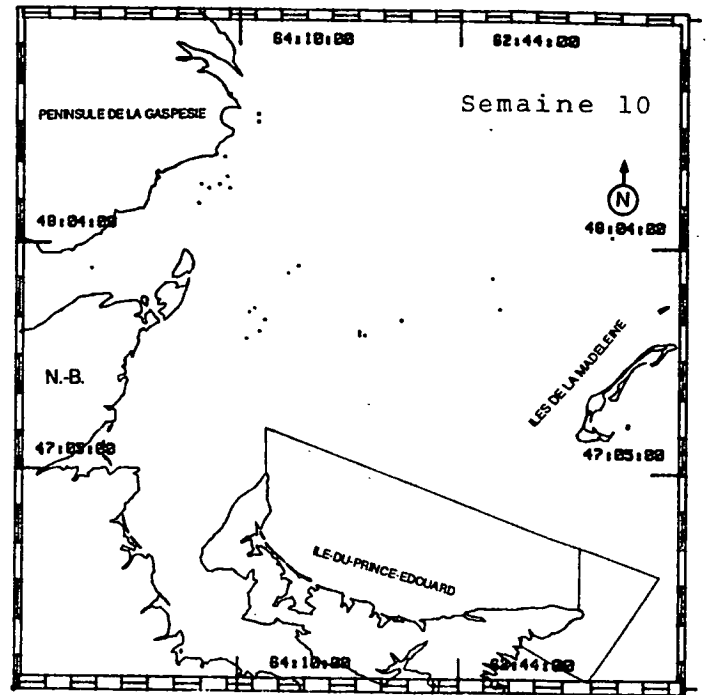 64:10:00 62:44:00
PENINSULE DE LA GASPESIE
Semaine 10
N
48:04:00 48:04:00
ILES DE LA MADELEINE
N.-B.
47:05:00 47:05:00
ILE-DU-PRINCE-EDOUARD
64:10:00 62:44:00